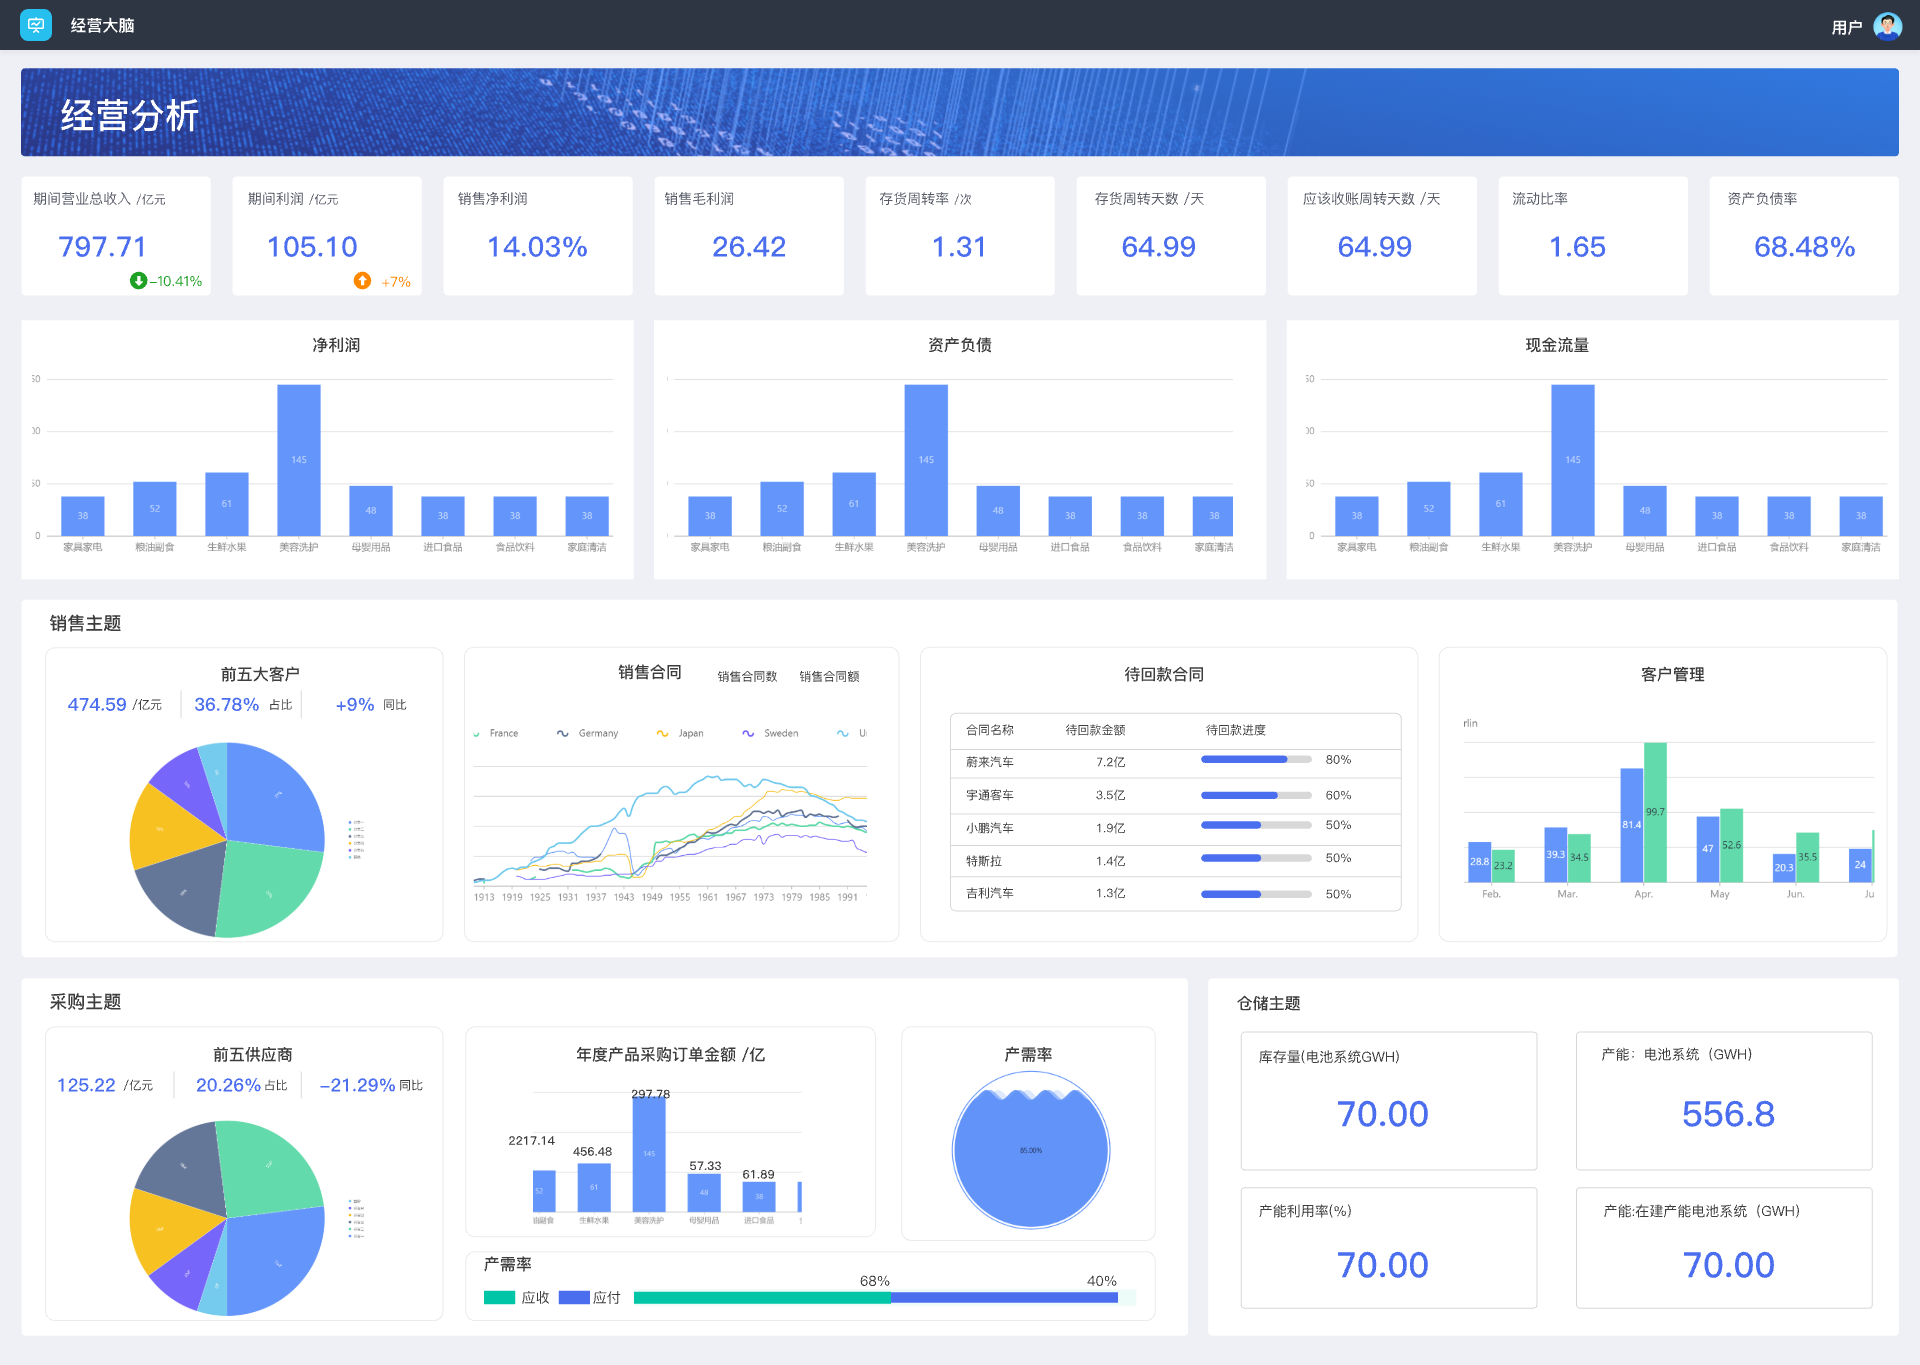 经营大脑
用户
经营分析
期间营业总收入 /亿元
797.71
-10.41%
期间利润 /亿元
105.10
+7%
销售净利润
14.03%
销售毛利润
26.42
存货周转率 /次
1.31
存货周转天数 /天
64.99
应该收账周转天数 /天
64.99
流动比率
1.65
资产负债率
68.48%
净利润
50
00
50
0
38 52 61 145 48 38 38 38
家具家电 粮油副食 生鲜水果 美容洗护 母婴用品 进口食品 食品饮料 家庭清洁
资产负债
38 52 61 145 48 38 38 38
家具家电 粮油副食 生鲜水果 美容洗护 母婴用品 进口食品 食品饮料 家庭清洁
现金流量
50
00
50
0
38 52 61 145 48 38 38 38
家具家电 粮油副食 生鲜水果 美容洗护 母婴用品 进口食品 食品饮料 家庭清洁
销售主题
前五大客户
474.59 /亿元 36.78% 占比 +9% 同比
销售合同 销售合同数 销售合同额
France Germany Japan Sweden
1913 1919 1925 1931 1937 1943 1949 1955 1961 1967 1973 1979 1985 1991
待回款合同
合同名称 待回款金额 待回款进度
蔚来汽车 7.2亿 80%
宇通客车 3.5亿 60%
小鹏汽车 1.9亿 50%
特斯拉 1.4亿 50%
吉利汽车 1.3亿 50%
客户管理
rlin
28.8 23.2 39.3 34.5 81.4 99.7 47 52.6 20.3 35.5 24
Feb. Mar. Apr. May Jun. Ju
采购主题
前五供应商
125.22 /亿元 20.26% 占比 -21.29% 同比
年度产品采购订单金额 /亿
2217.14 456.48 297.78 57.33 61.89
52 61 145 48 38
油副食 生鲜水果 美容洗护 母婴用品 进口食品
产需率
85.00%
产需率
应收 应付 68% 40%
仓储主题
库存量(电池系统GWH)
70.00
产能：电池系统（GWH）
556.8
产能利用率(%)
70.00
产能:在建产能电池系统（GWH）
70.00